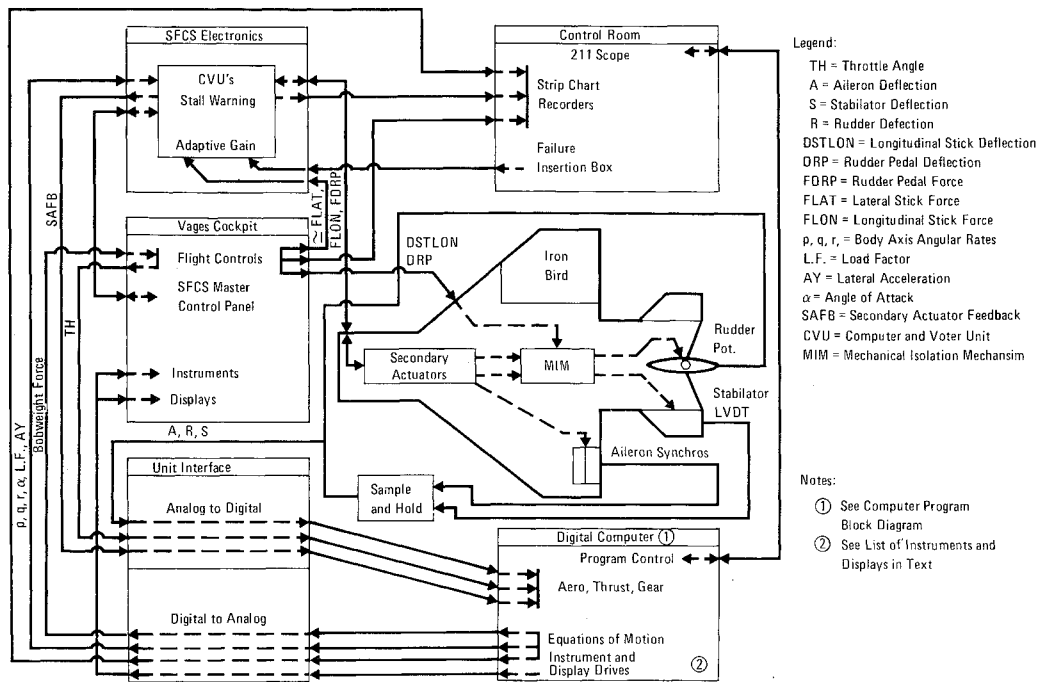 SFCS Electronics
CVU's
Stall Warning
Adaptive Gain
Control Room
211 Scope
Strip Chart
Recorders
Failure
Insertion Box
SAFB
FLAT,
FLON, FDRP
Vages Cockpit
Flight Controls
SFCS Master
Control Panel
Instruments
Displays
TH
Bobweight Force
p, q, r, α, L.F., AY
A, R, S
DSTLON
DRP
Iron
Bird
Secondary
Actuators
MIM
Rudder
Pot.
Stabilator
LVDT
Aileron Synchros
Sample
and Hold
Unit Interface
Analog to Digital
Digital to Analog
Digital Computer ①
Program Control
Aero, Thrust, Gear
Equations of Motion
Instrument and
Display Drives
②
Legend:
TH = Throttle Angle
A = Aileron Deflection
S = Stabilator Deflection
R = Rudder Defection
DSTLON = Longitudinal Stick Deflection
DRP = Rudder Pedal Deflection
FDRP = Rudder Pedal Force
FLAT = Lateral Stick Force
FLON = Longitudinal Stick Force
p, q, r, = Body Axis Angular Rates
L.F. = Load Factor
AY = Lateral Acceleration
α = Angle of Attack
SAFB = Secondary Actuator Feedback
CVU = Computer and Voter Unit
MIM = Mechanical Isolation Mechansim
Notes:
① See Computer Program
Block Diagram
② See List of Instruments and
Displays in Text